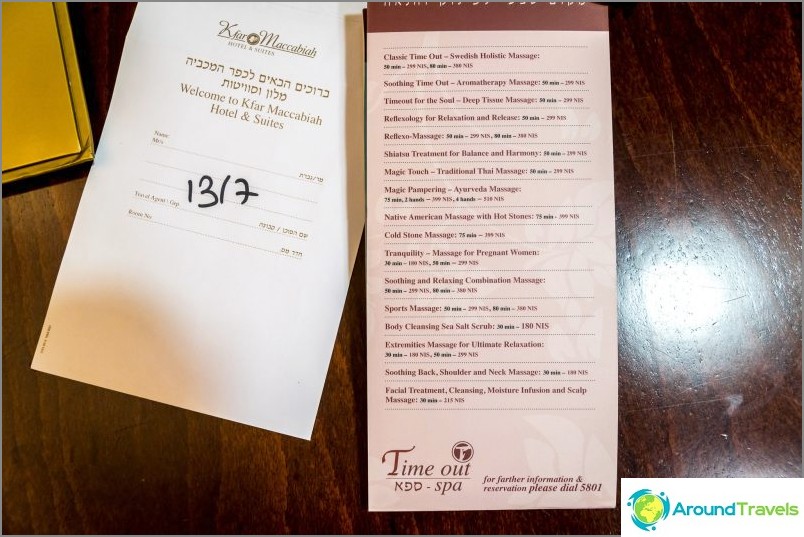 Kfar Maccabiah
HOTEL & SUITES
ברוכים הבאים לכפר המכביה
מלון וסוויטות
Welcome to Kfar Maccabiah
Hotel & Suites
Name:
Mr/s
מר/גברת
13/7
Travel Agent / Grp.
שם הסוכן / קבוצה
Room No.
חדר מס.
Classic Time Out – Swedish Holistic Massage:
50 min – 299 NIS, 80 min – 380 NIS
Soothing Time Out – Aromatherapy Massage: 50 min – 299 NIS
Timeout for the Soul – Deep Tissue Massage: 50 min – 299 NIS
Reflexology for Relaxation and Release: 50 min – 299 NIS
Reflexo-Massage: 50 min – 299 NIS, 80 min – 380 NIS
Shiatsu Treatment for Balance and Harmony: 50 min – 299 NIS
Magic Touch – Traditional Thai Massage: 50 min – 299 NIS
Magic Pampering – Ayurveda Massage:
75 min, 2 hands – 399 NIS, 4 hands – 510 NIS
Native American Massage with Hot Stones: 75 min - 399 NIS
Cold Stone Massage: 75 min – 399 NIS
Tranquility – Massage for Pregnant Women:
30 min – 180 NIS, 50 min – 299 NIS
Soothing and Relaxing Combination Massage:
50 min – 299 NIS, 80 min – 380 NIS
Sports Massage: 50 min – 299 NIS, 80 min – 380 NIS
Body Cleansing Sea Salt Scrub: 30 min – 180 NIS
Extremities Massage for Ultimate Relaxation:
30 min – 180 NIS, 50 min – 299 NIS
Soothing Back, Shoulder and Neck Massage: 30 min – 180 NIS
Facial Treatment, Cleansing, Moisture Infusion and Scalp
Massage: 30 min – 215 NIS
Time out
ספא - spa
for farther information &
reservation please dial 5801
AroundTravels